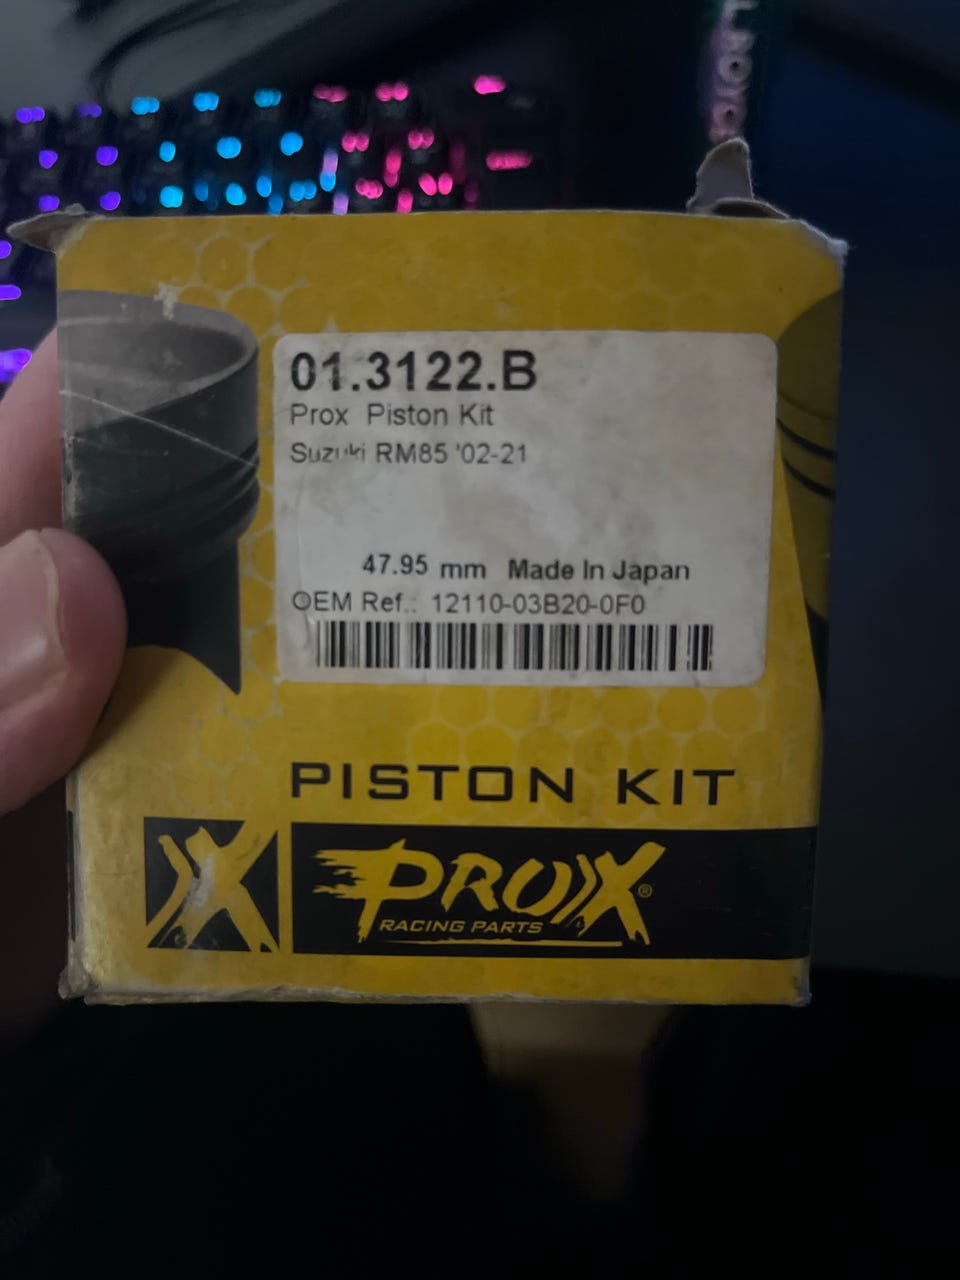 01.3122.B
Prox Piston Kit
Suzuki RM85 '02-21
47.95 mm Made In Japan
OEM Ref.: 12110-03B20-0F0
PISTON KIT
PROX®
RACING PARTS